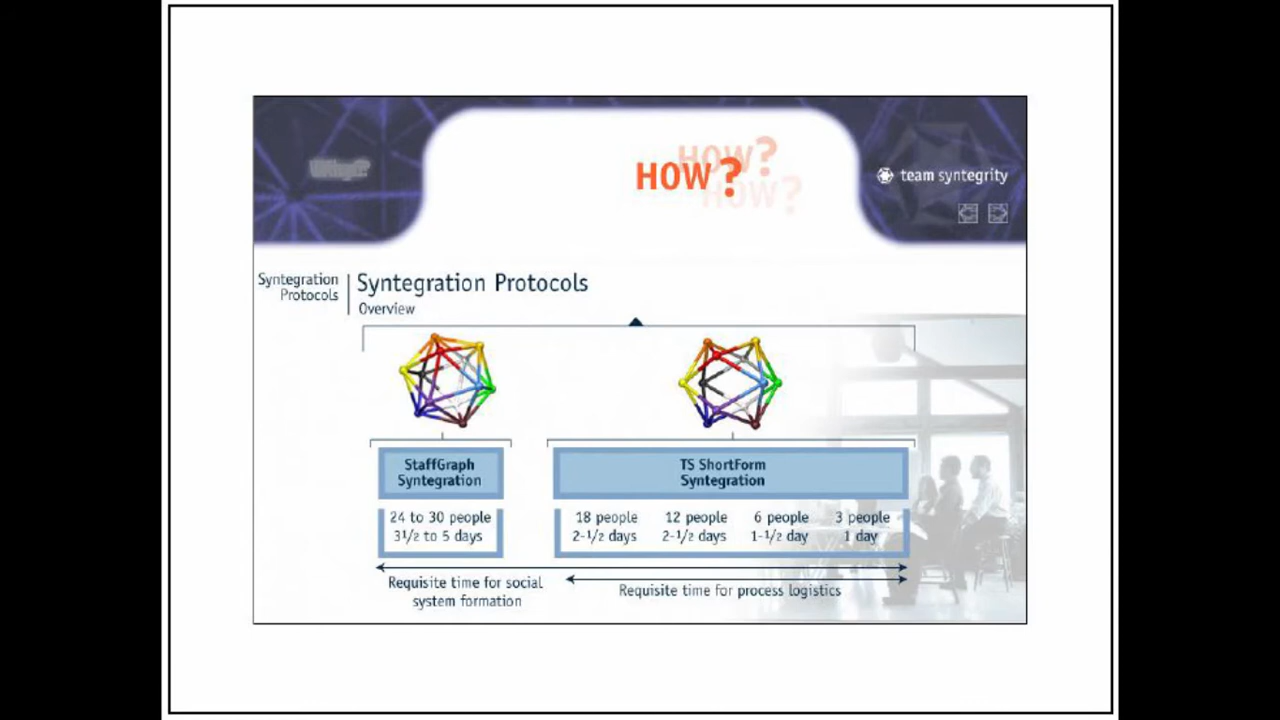 HOW?
HOW?
HOW?
team syntegrity
Syntegration
Protocols
Syntegration Protocols
Overview
StaffGraph
Syntegration
TS ShortForm
Syntegration
24 to 30 people
3½ to 5 days
18 people
2-½ days
12 people
2-½ days
6 people
1-½ day
3 people
1 day
Requisite time for social
system formation
Requisite time for process logistics